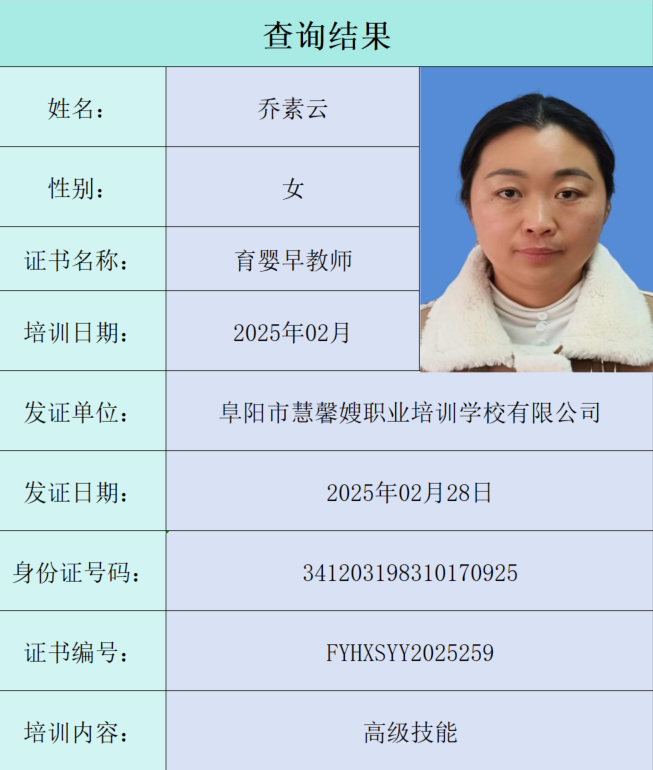 查询结果
姓名： 乔素云
性别： 女
证书名称： 育婴早教师
培训日期： 2025年02月
发证单位： 阜阳市慧馨嫂职业培训学校有限公司
发证日期： 2025年02月28日
身份证号码： 341203198310170925
证书编号： FYHXSYY2025259
培训内容： 高级技能